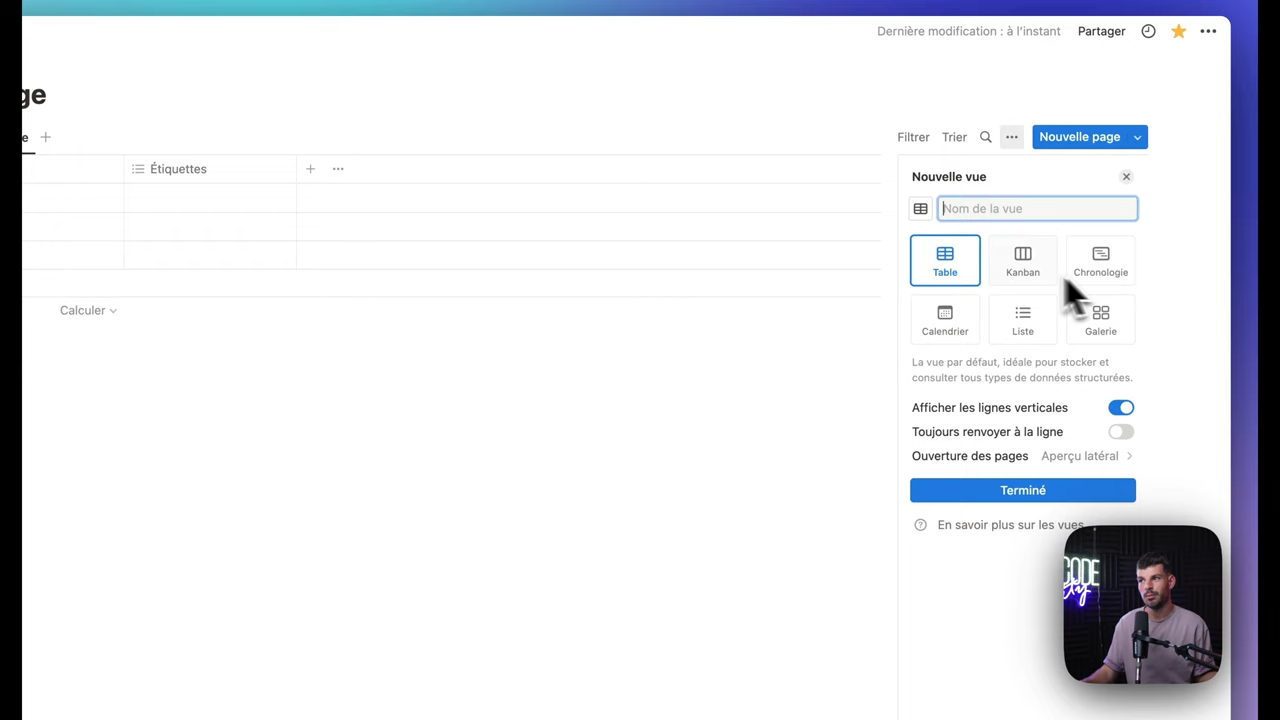 Dernière modification : à l'instant Partager
ge
e
Filtrer Trier Nouvelle page
Étiquettes
Nouvelle vue
Nom de la vue
Table Kanban Chronologie
Calendrier Liste Galerie
La vue par défaut, idéale pour stocker et
consulter tous types de données structurées.
Calculer
Afficher les lignes verticales
Toujours renvoyer à la ligne
Ouverture des pages Aperçu latéral
Terminé
En savoir plus sur les vues
CODE